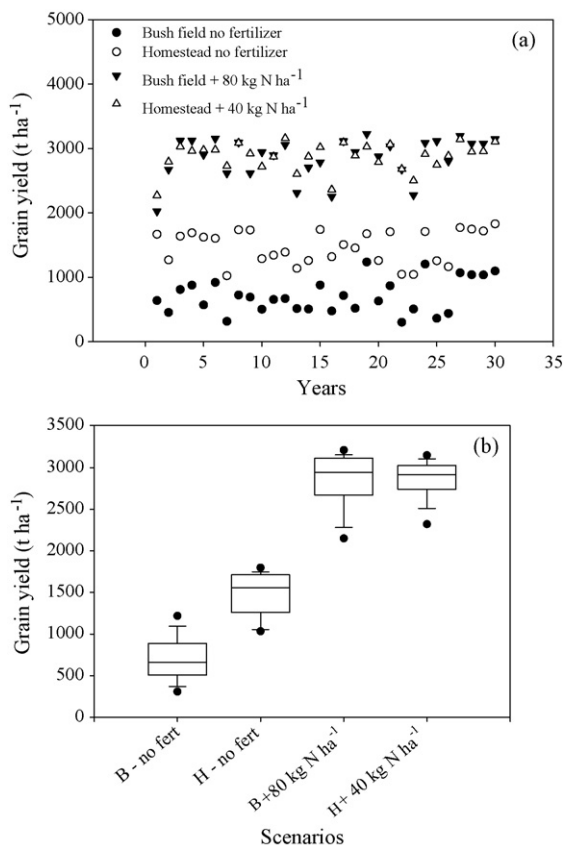 (a)
● Bush field no fertilizer
○ Homestead no fertilizer
▼ Bush field + 80 kg N ha⁻¹
△ Homestead + 40 kg N ha⁻¹
Grain yield (t ha⁻¹)
5000
4000
3000
2000
1000
0
0 5 10 15 20 25 30 35
Years
(b)
Grain yield (t ha⁻¹)
3500
3000
2500
2000
1500
1000
500
0
B - no fert
H - no fert
B +80 kg N ha⁻¹
H + 40 kg N ha⁻¹
Scenarios